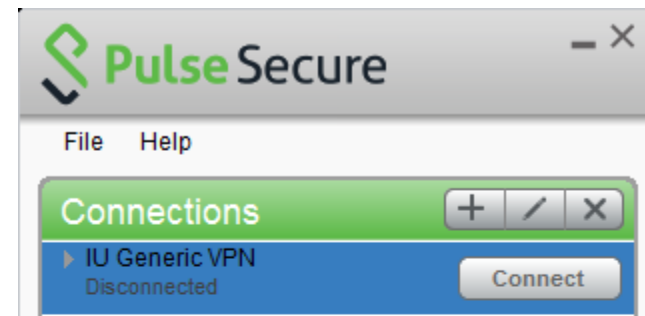 Pulse Secure
File Help
Connections
IU Generic VPN
Disconnected
Connect